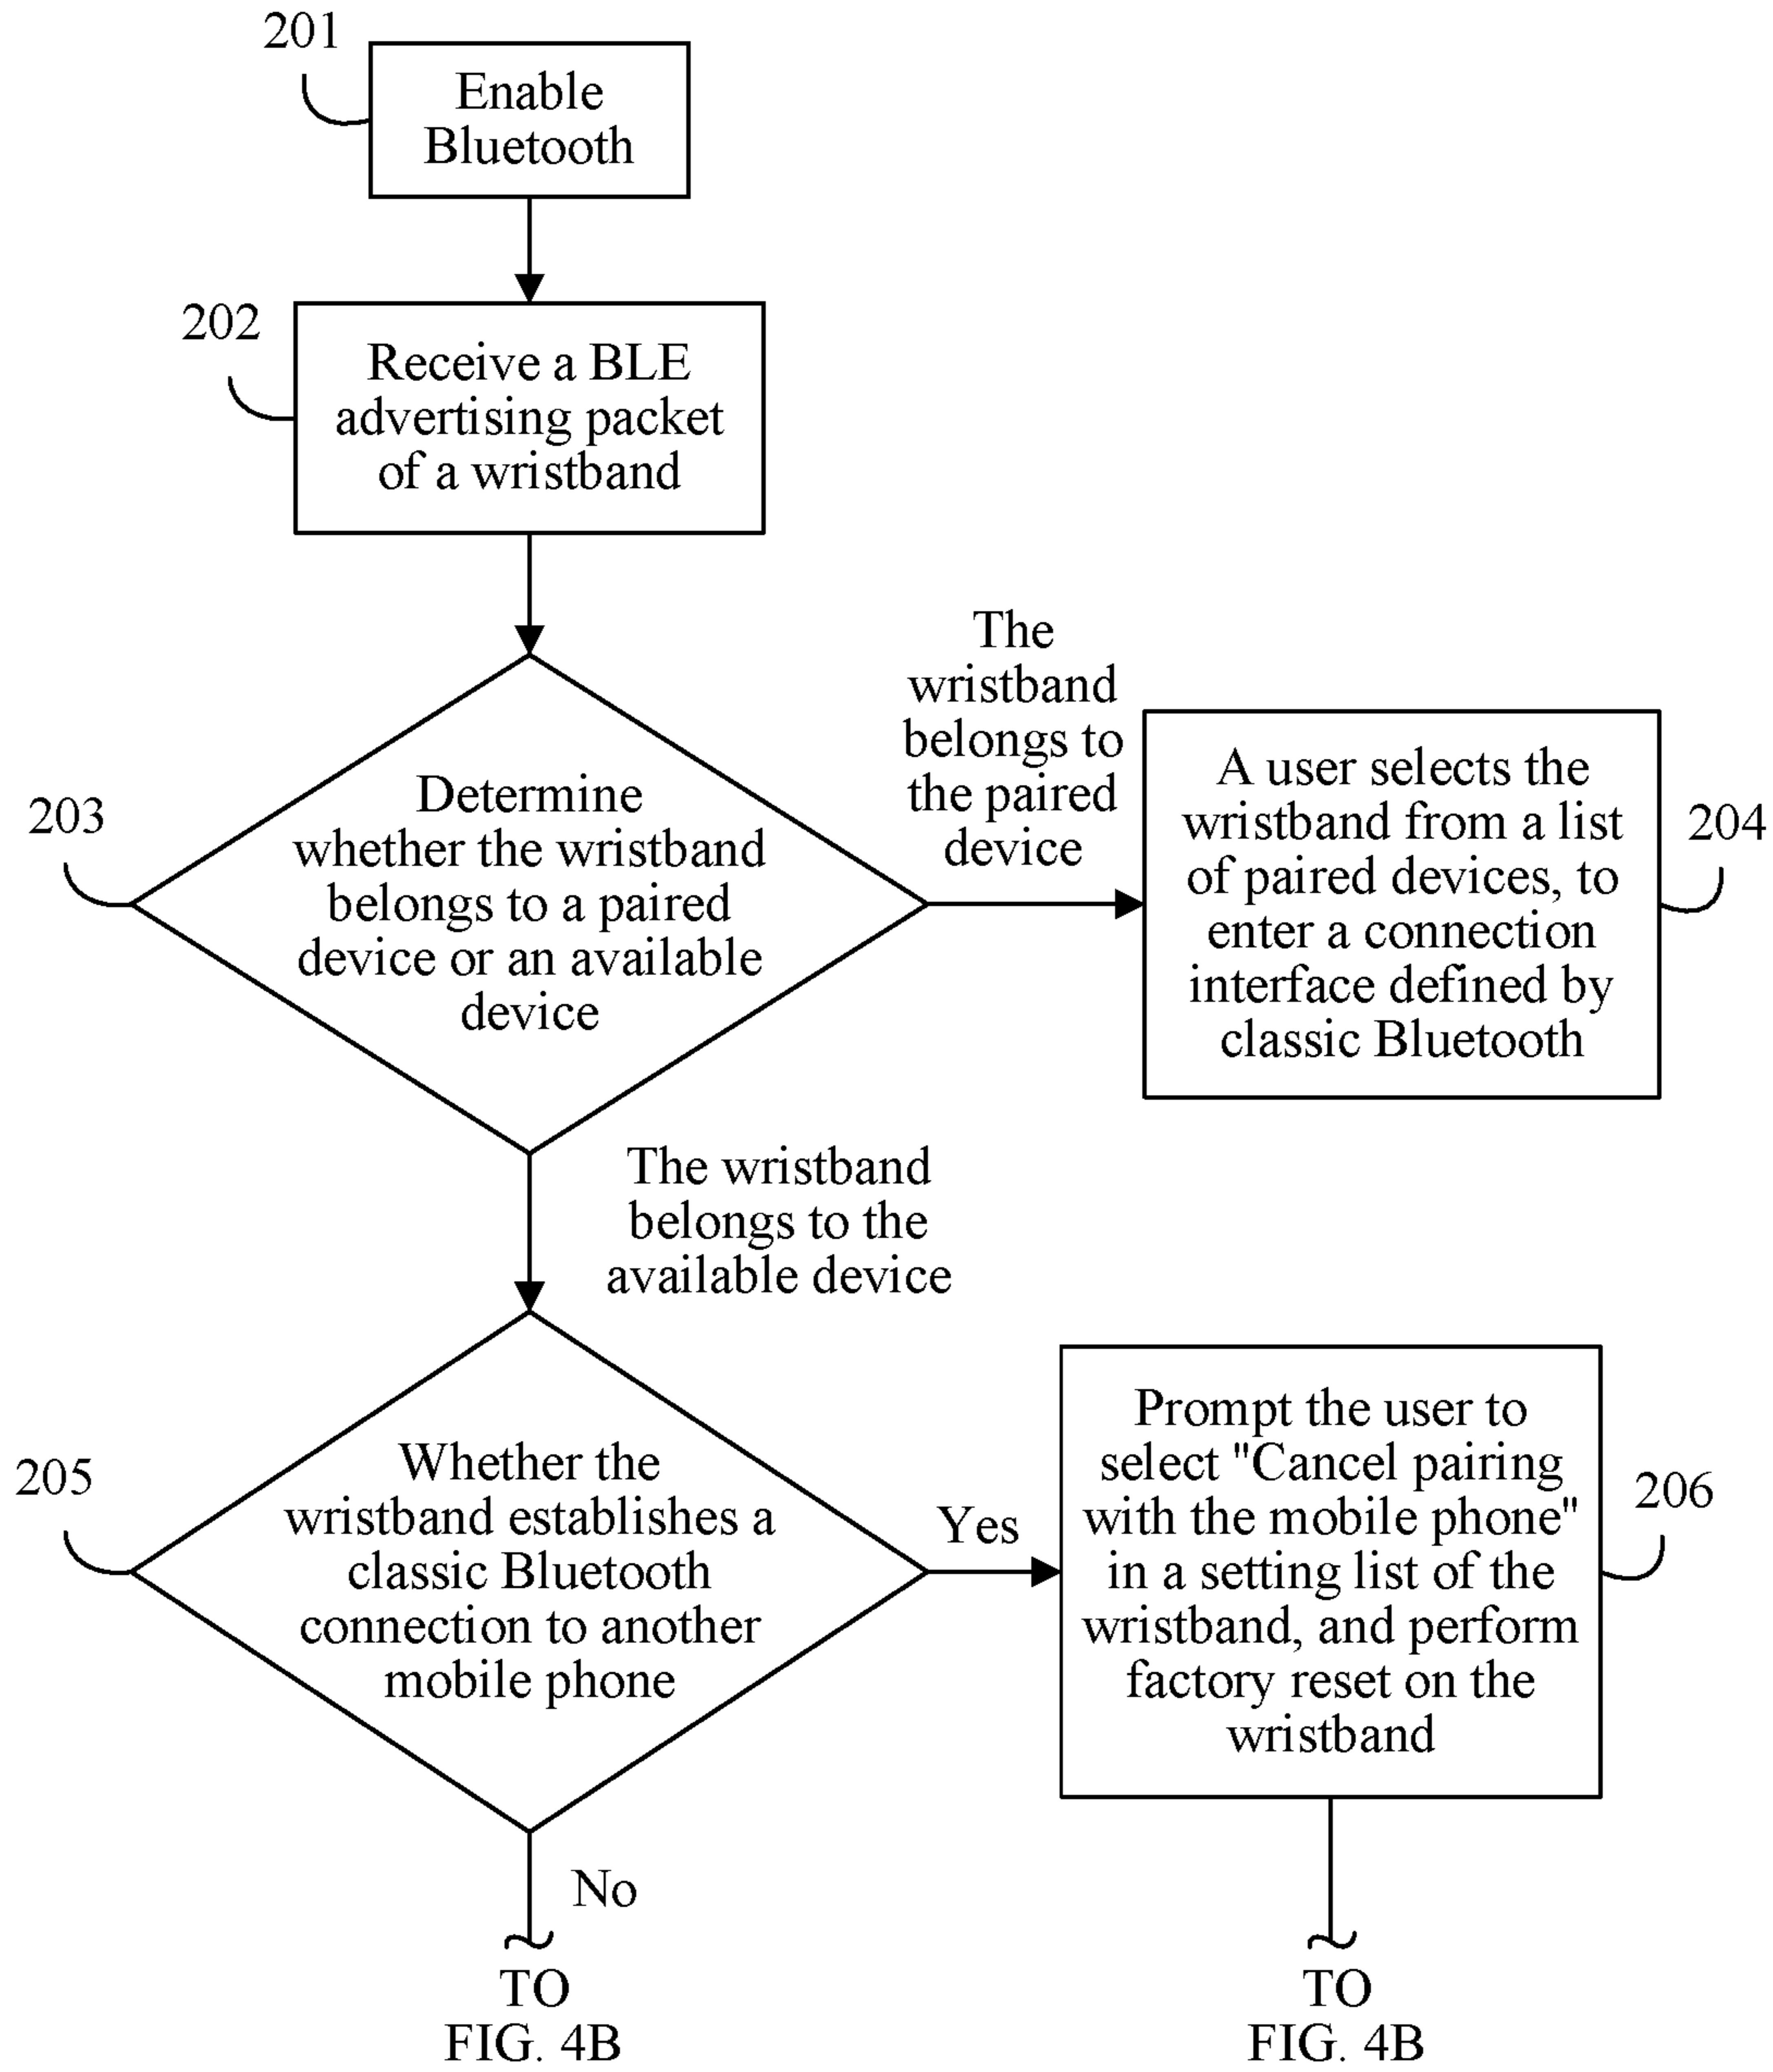 201
Enable
Bluetooth
202
Receive a BLE
advertising packet
of a wristband
203
Determine
whether the wristband
belongs to a paired
device or an available
device
The
wristband
belongs to
the paired
device
A user selects the
wristband from a list
of paired devices, to
enter a connection
interface defined by
classic Bluetooth
204
The wristband
belongs to the
available device
205
Whether the
wristband establishes a
classic Bluetooth
connection to another
mobile phone
Yes
Prompt the user to
select "Cancel pairing
with the mobile phone"
in a setting list of the
wristband, and perform
factory reset on the
wristband
206
No
TO
FIG. 4B
TO
FIG. 4B